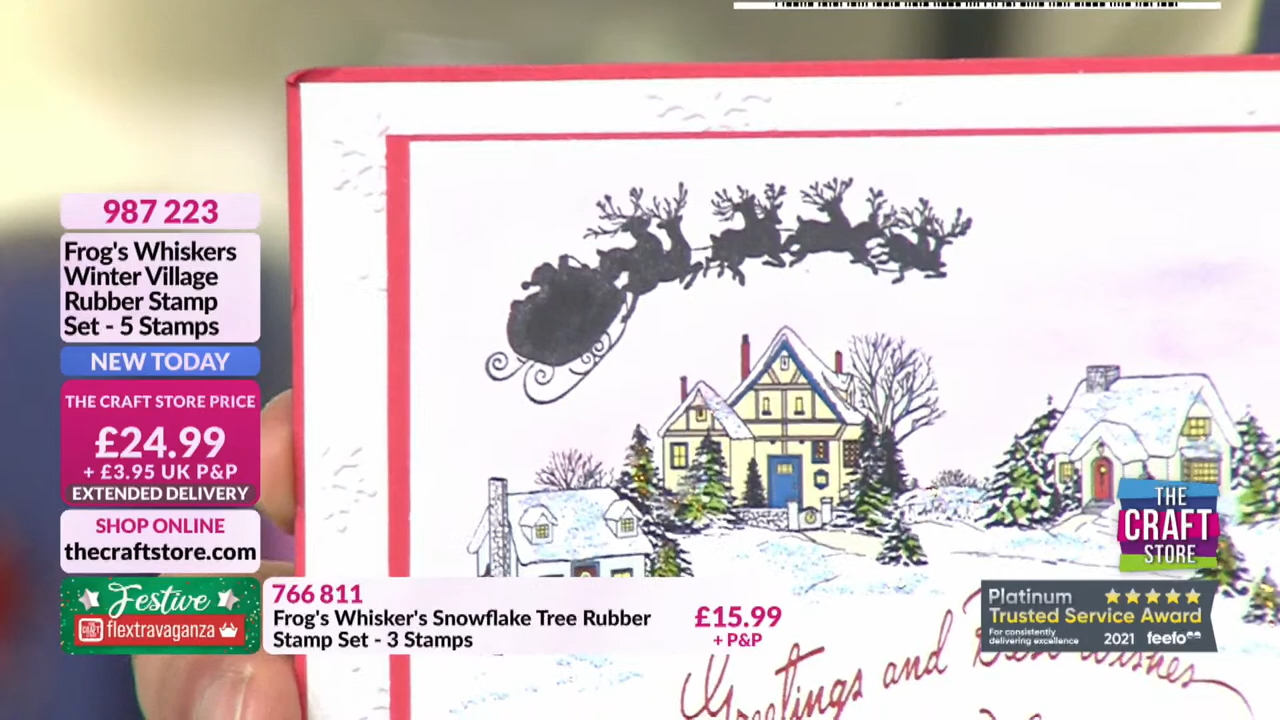 987 223
Frog's Whiskers
Winter Village
Rubber Stamp
Set - 5 Stamps
NEW TODAY
THE CRAFT STORE PRICE
£24.99
+ £3.95 UK P&P
EXTENDED DELIVERY
SHOP ONLINE
thecraftstore.com
Festive
flextravaganza
766 811
Frog's Whisker's Snowflake Tree Rubber
Stamp Set - 3 Stamps
£15.99
+ P&P
THE
CRAFT
STORE
Platinum
Trusted Service Award
For consistently
delivering excellence
2021 feefo
Greetings and Best Wishes